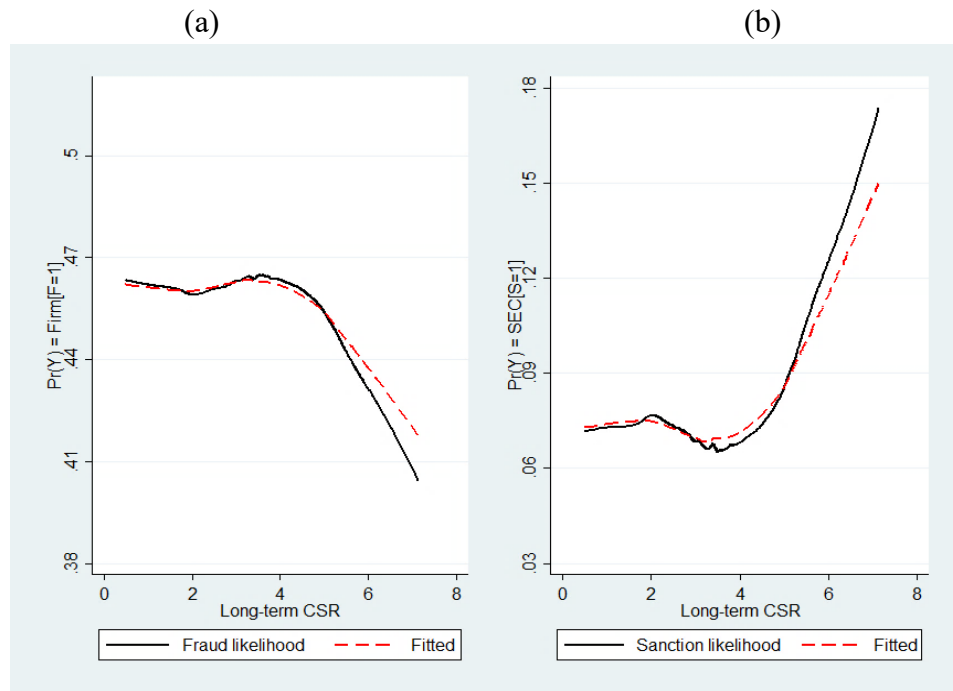 (a)
(b)
Pr(Y) = Firm[F=1]
.5
.47
.44
.41
.38
0 2 4 6 8
Long-term CSR
Fraud likelihood Fitted
Pr(Y) = SEC[S=1]
.18
.15
.12
.09
.06
.03
0 2 4 6 8
Long-term CSR
Sanction likelihood Fitted